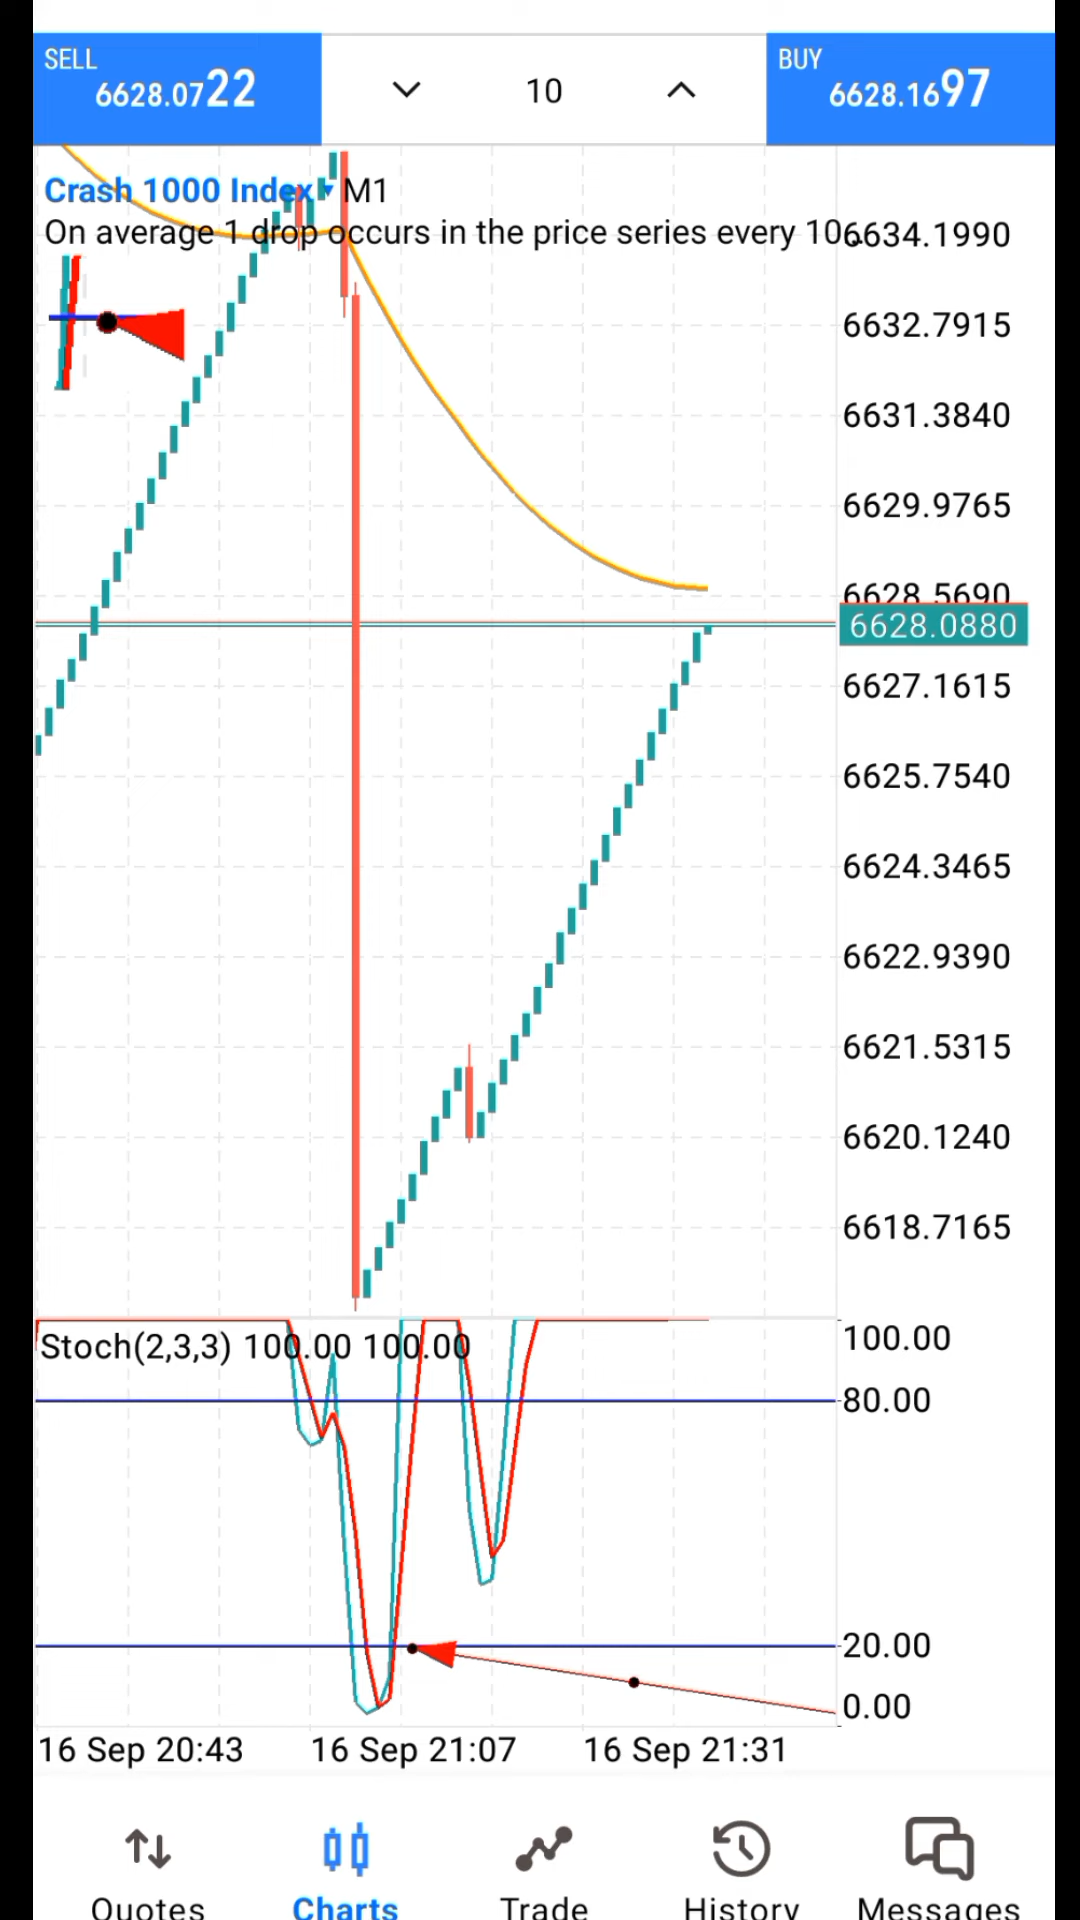 SELL
6628.0722
10
BUY
6628.1697
Crash 1000 Index M1
On average 1 drop occurs in the price series every 10...
6634.1990
6632.7915
6631.3840
6629.9765
6628.5690
6628.0880
6627.1615
6625.7540
6624.3465
6622.9390
6621.5315
6620.1240
6618.7165
Stoch(2,3,3) 100.00 100.00
100.00
80.00
20.00
0.00
16 Sep 20:43
16 Sep 21:07
16 Sep 21:31
Quotes
Charts
Trade
History
Messages